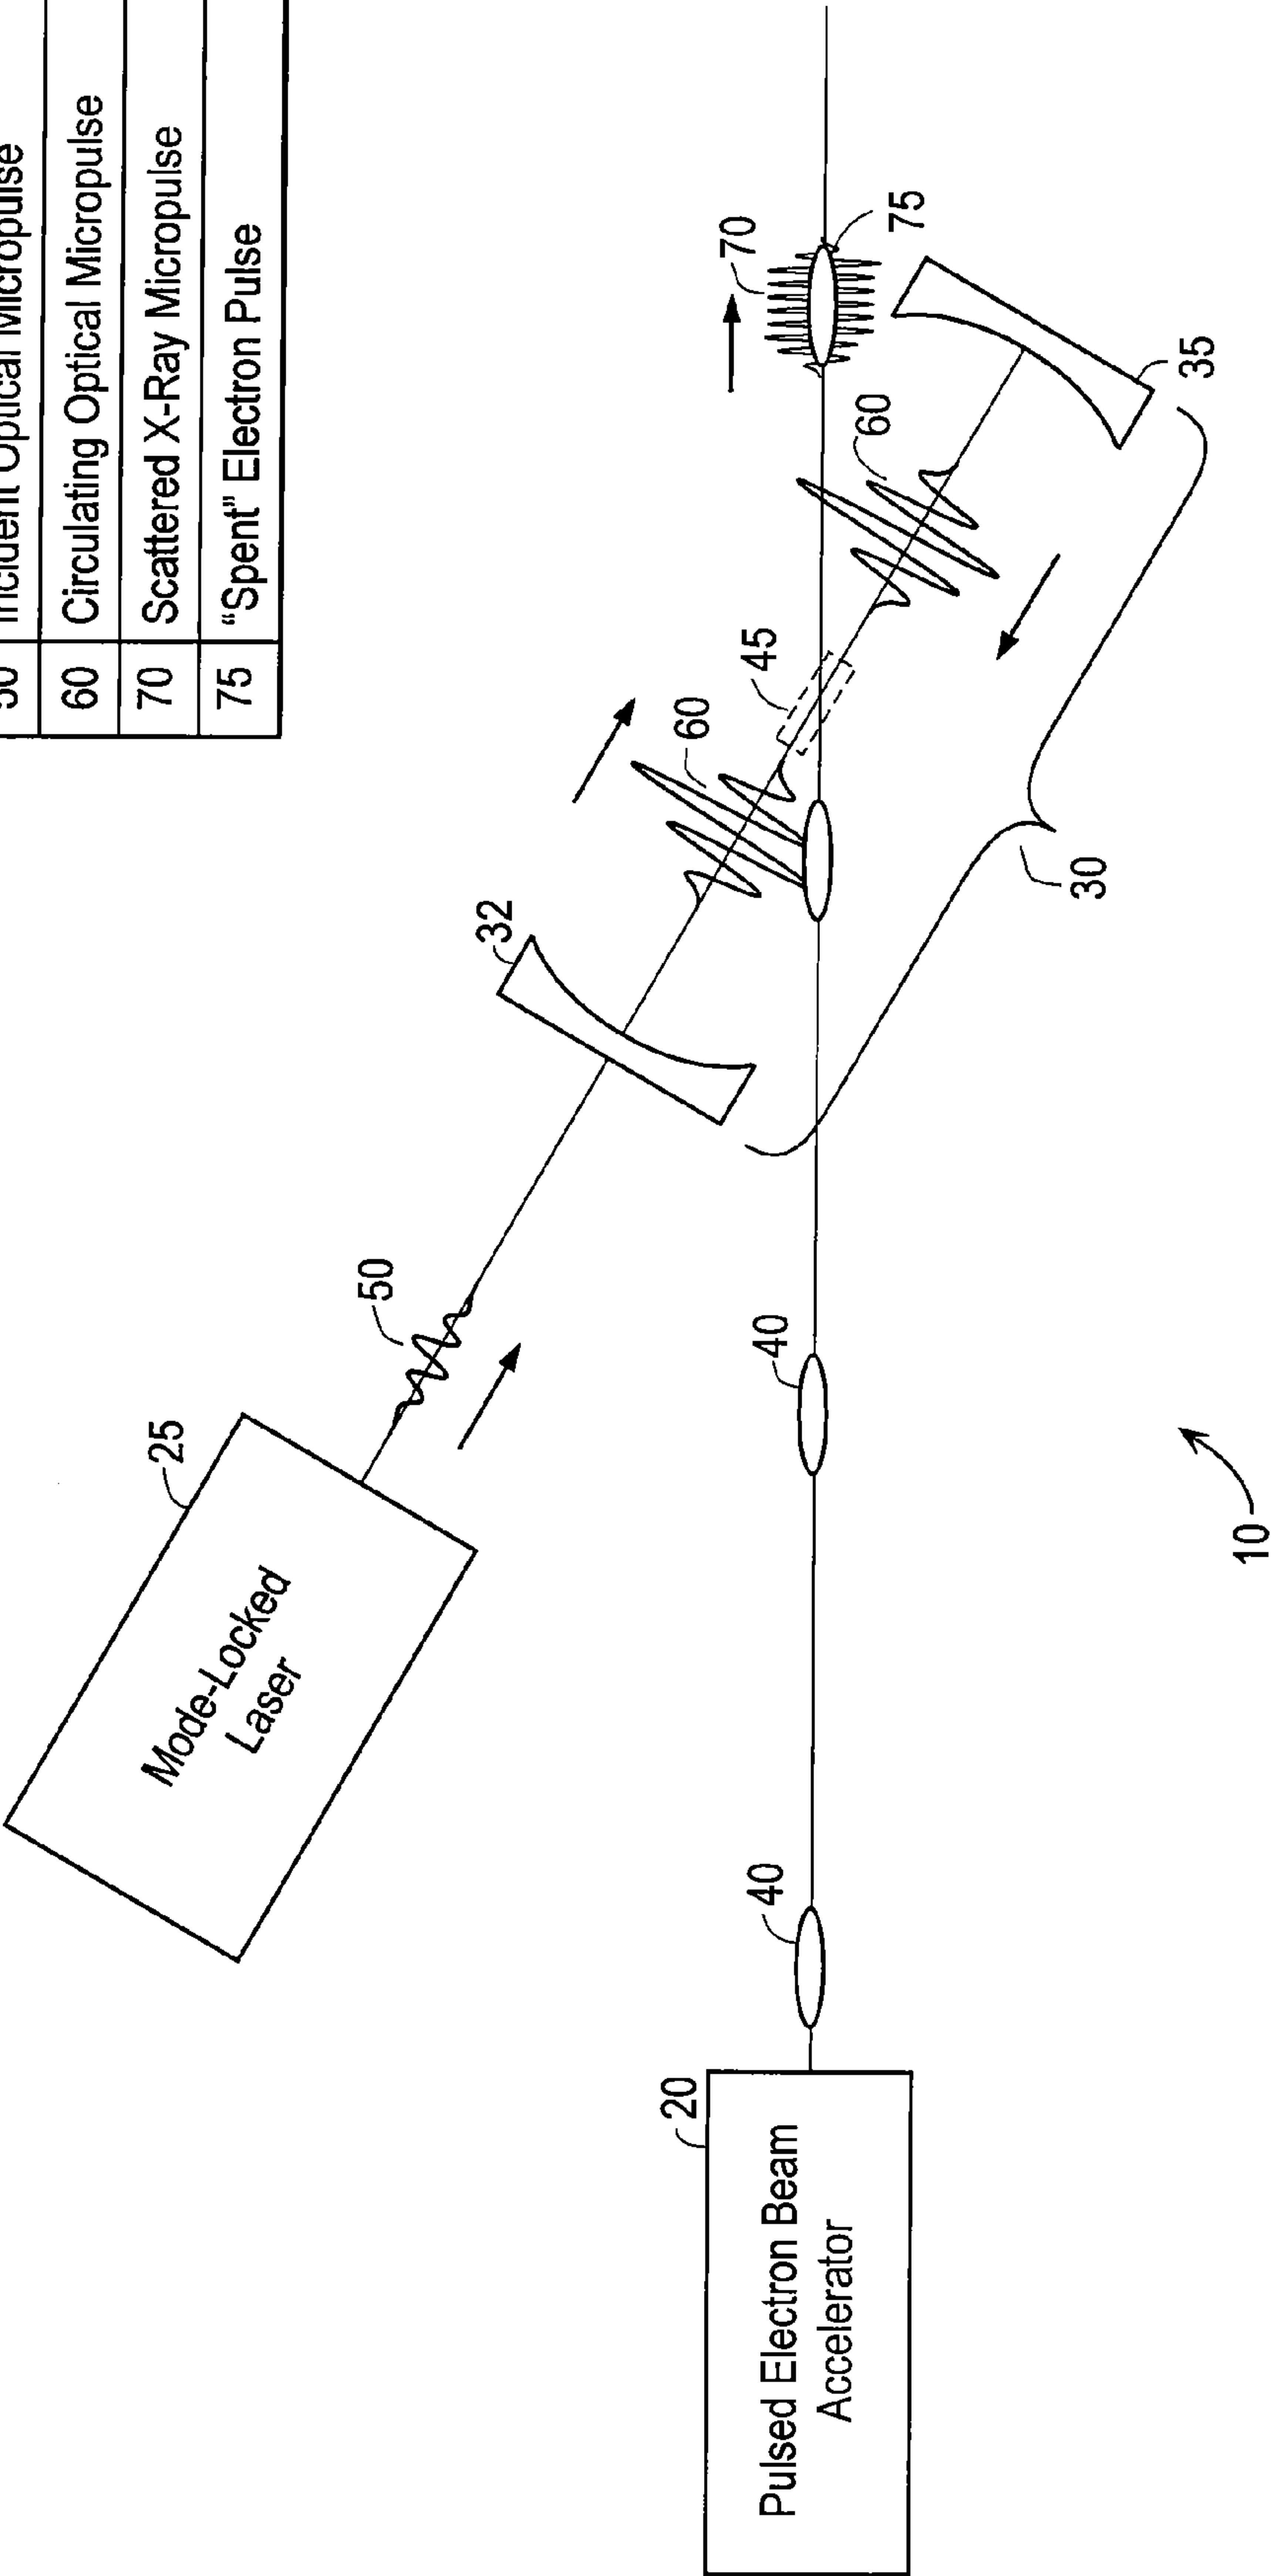 50 Incident Optical Micropulse
60 Circulating Optical Micropulse
70 Scattered X-Ray Micropulse
75 "Spent" Electron Pulse
25
Mode-Locked
Laser
50
32
60
45
60
70
75
35
30
20
Pulsed Electron Beam
Accelerator
40
40
10